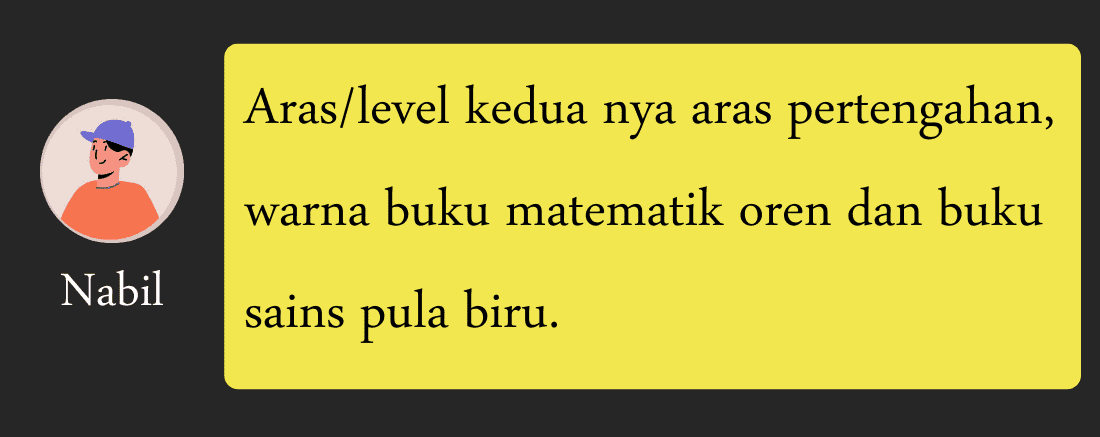 Aras/level kedua nya aras pertengahan,
warna buku matematik oren dan buku
sains pula biru.
Nabil